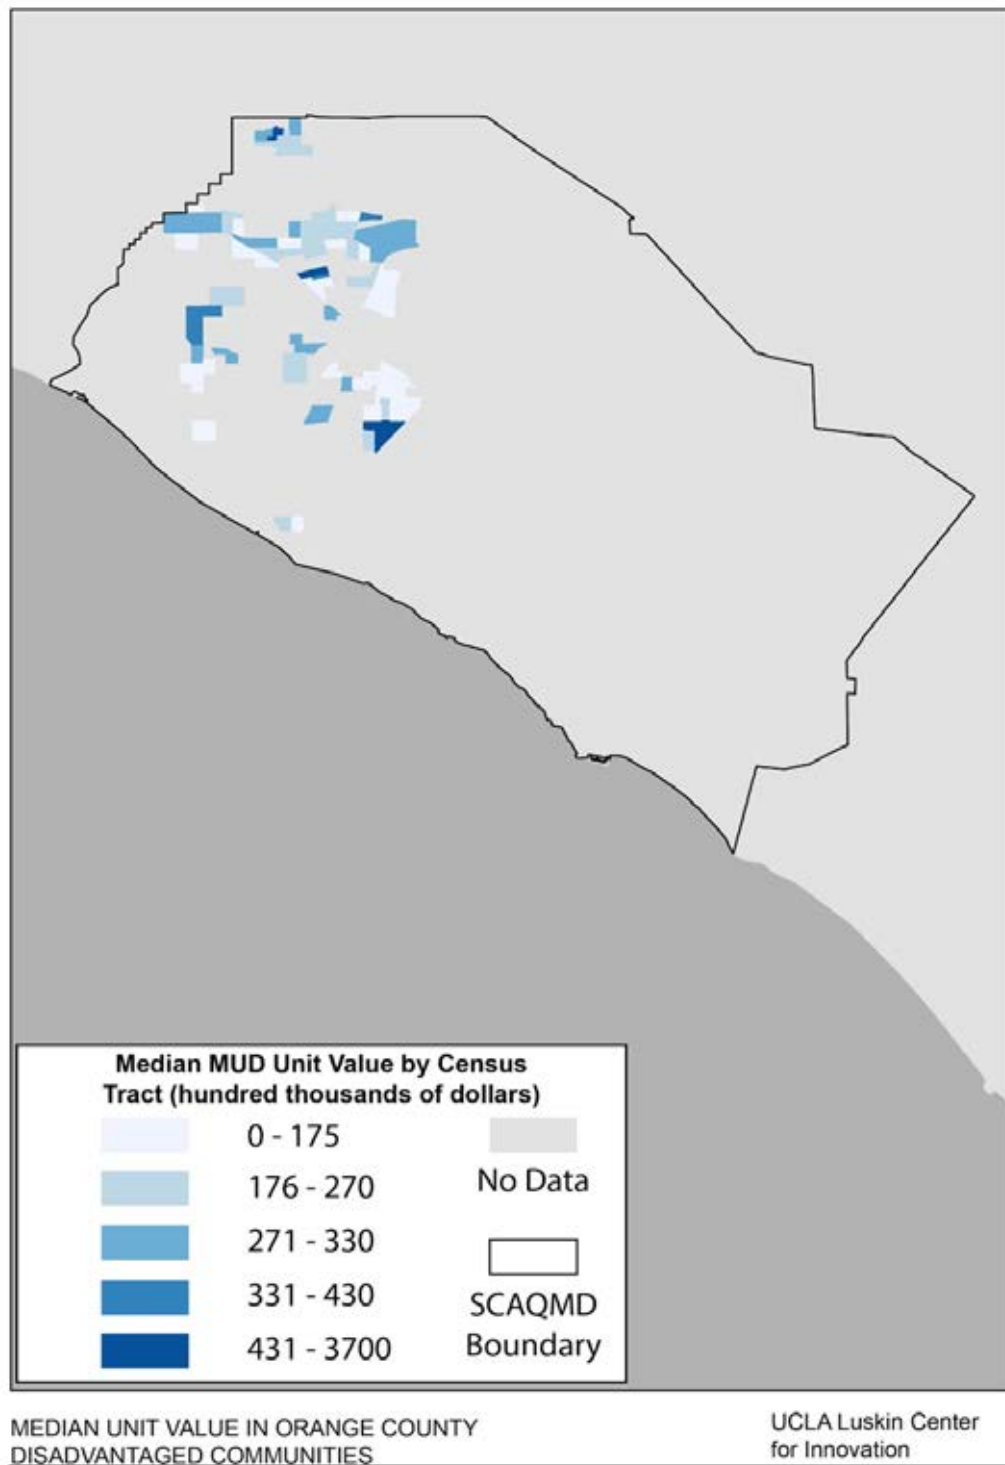 Median MUD Unit Value by Census
Tract (hundred thousands of dollars)
0 - 175
176 - 270
271 - 330
331 - 430
431 - 3700
No Data
SCAQMD
Boundary
MEDIAN UNIT VALUE IN ORANGE COUNTY
DISADVANTAGED COMMUNITIES
UCLA Luskin Center
for Innovation